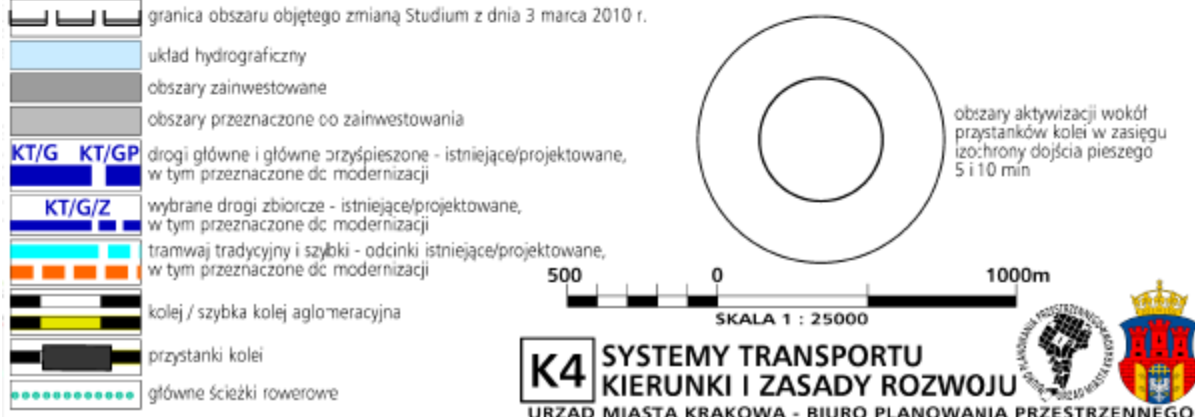 granica obszaru objętego zmianą Studium z dnia 3 marca 2010 r.
układ hydrograficzny
obszary zainwestowane
obszary przeznaczone do zainwestowania
KT/G KT/GP
drogi główne i główne przyśpieszone - istniejące/projektowane,
w tym przeznaczone do modernizacji
KT/G/Z
wybrane drogi zbiorcze - istniejące/projektowane,
w tym przeznaczone do modernizacji
tramwaj tradycyjny i szybki - odcinki istniejące/projektowane,
w tym przeznaczone do modernizacji
kolej / szybka kolej aglomeracyjna
przystanki kolei
główne ścieżki rowerowe
obszary aktywizacji wokół
przystanków kolei w zasięgu
izochrony dojścia pieszego
5 i 10 min
500 0 1000m
SKALA 1 : 25000
K4
SYSTEMY TRANSPORTU
KIERUNKI I ZASADY ROZWOJU
URZĄD MIASTA KRAKOWA - BIURO PLANOWANIA PRZESTRZENNEGO